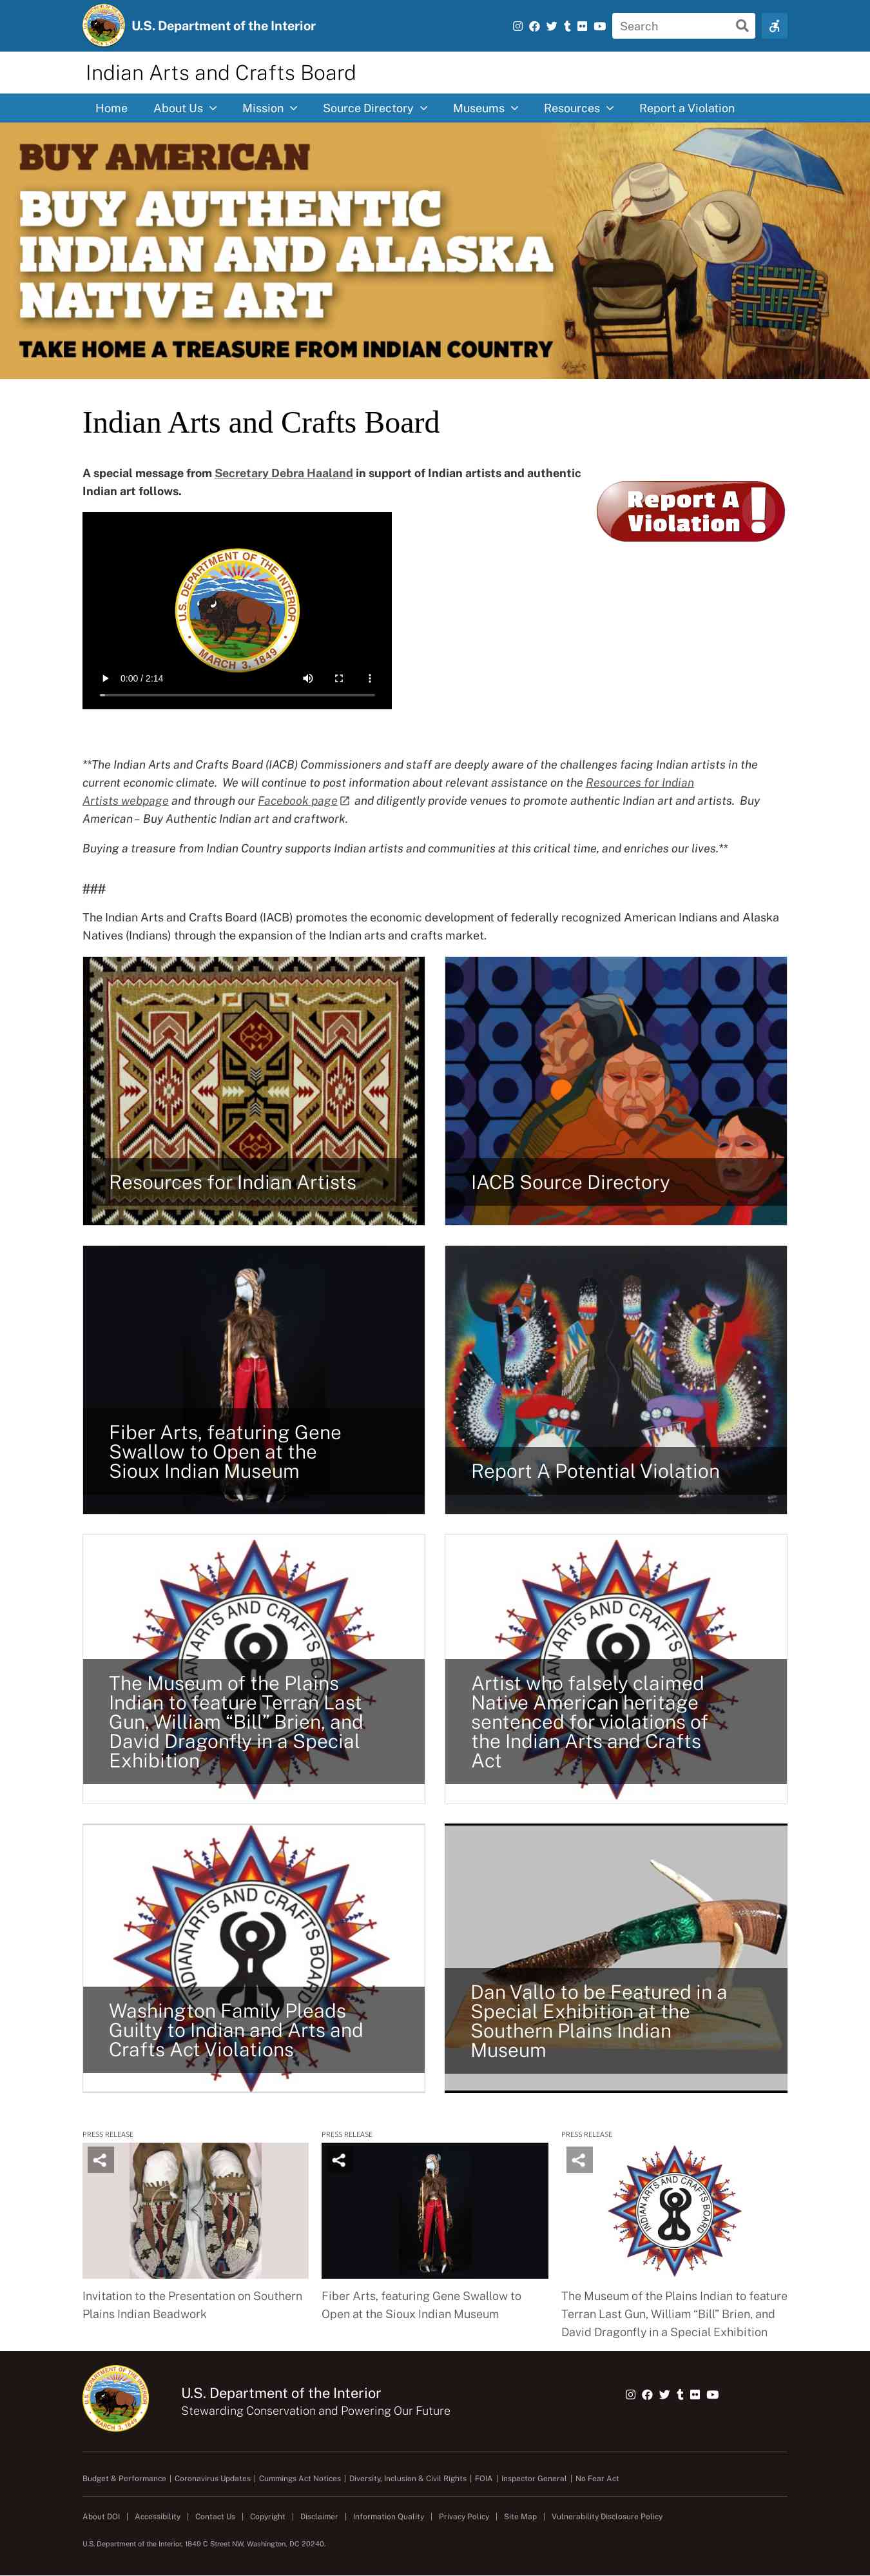 U.S. Department of the Interior
Search
Indian Arts and Crafts Board
Home
About Us
Mission
Source Directory
Museums
Resources
Report a Violation
BUY AMERICAN
BUY AUTHENTIC
INDIAN AND ALASKA
NATIVE ART
TAKE HOME A TREASURE FROM INDIAN COUNTRY
Indian Arts and Crafts Board
A special message from Secretary Debra Haaland in support of Indian artists and authentic
Indian art follows.
Report A
Violation !
U.S. DEPARTMENT OF THE INTERIOR
MARCH 3, 1849
0:00 / 2:14
**The Indian Arts and Crafts Board (IACB) Commissioners and staff are deeply aware of the challenges facing Indian artists in the
current economic climate.  We will continue to post information about relevant assistance on the Resources for Indian
Artists webpage and through our Facebook page and diligently provide venues to promote authentic Indian art and artists.  Buy
American – Buy Authentic Indian art and craftwork.
Buying a treasure from Indian Country supports Indian artists and communities at this critical time, and enriches our lives.**
###
The Indian Arts and Crafts Board (IACB) promotes the economic development of federally recognized American Indians and Alaska
Natives (Indians) through the expansion of the Indian arts and crafts market.
Resources for Indian Artists
IACB Source Directory
Fiber Arts, featuring Gene
Swallow to Open at the
Sioux Indian Museum
Report A Potential Violation
The Museum of the Plains
Indian to feature Terran Last
Gun, William “Bill” Brien, and
David Dragonfly in a Special
Exhibition
Artist who falsely claimed
Native American heritage
sentenced for violations of
the Indian Arts and Crafts
Act
INDIAN ARTS AND CRAFTS BOARD
Washington Family Pleads
Guilty to Indian and Arts and
Crafts Act Violations
Dan Vallo to be Featured in a
Special Exhibition at the
Southern Plains Indian
Museum
PRESS RELEASE
Invitation to the Presentation on Southern
Plains Indian Beadwork
PRESS RELEASE
Fiber Arts, featuring Gene Swallow to
Open at the Sioux Indian Museum
PRESS RELEASE
INDIAN ARTS AND CRAFTS BOARD
The Museum of the Plains Indian to feature
Terran Last Gun, William “Bill” Brien, and
David Dragonfly in a Special Exhibition
U.S. DEPARTMENT OF THE INTERIOR
MARCH 3, 1849
U.S. Department of the Interior
Stewarding Conservation and Powering Our Future
Budget & Performance | Coronavirus Updates | Cummings Act Notices | Diversity, Inclusion & Civil Rights | FOIA | Inspector General | No Fear Act
About DOI | Accessibility | Contact Us | Copyright | Disclaimer | Information Quality | Privacy Policy | Site Map | Vulnerability Disclosure Policy
U.S. Department of the Interior, 1849 C Street NW, Washington, DC 20240.